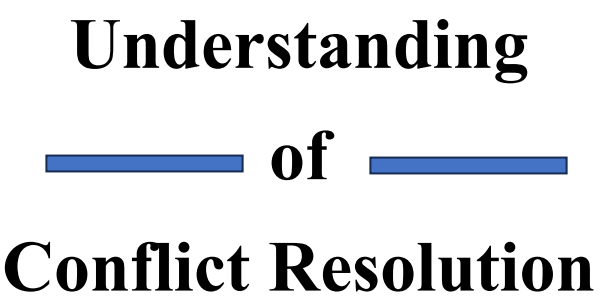 Understanding
of
Conflict Resolution